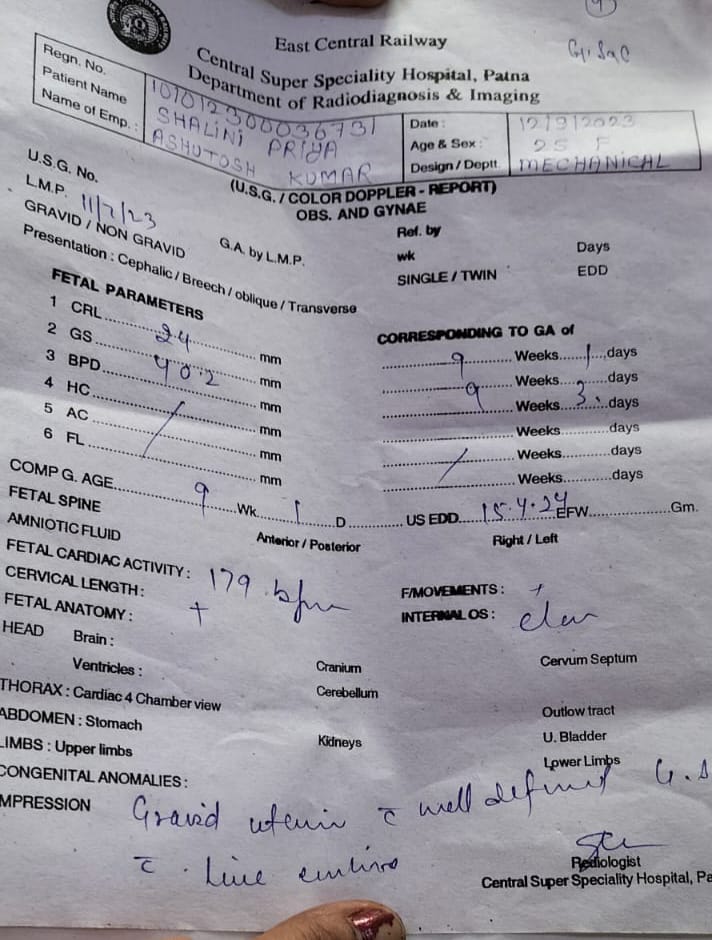 1
G. Sac
East Central Railway
Central Super Speciality Hospital, Patna
Department of Radiodiagnosis & Imaging
Regn. No. 101012300036731
Patient Name SHALINI PRIYA
Name of Emp. : ASHUTOSH KUMAR
Date : 12/9/2023
Age & Sex : 25 F
Design / Deptt. MECHANICAL
(U.S.G. / COLOR DOPPLER - REPORT)
OBS. AND GYNAE
U.S.G. No. Ref. by
L.M.P. 11/7/23 G.A. by L.M.P. wk Days
GRAVID / NON GRAVID SINGLE / TWIN EDD
Presentation : Cephalic / Breech / oblique / Transverse
FETAL PARAMETERS CORRESPONDING TO GA of
1 CRL 24 mm 9 Weeks 1 days
2 GS 40.2 mm 9 Weeks 3 days
3 BPD mm Weeks days
4 HC mm Weeks days
5 AC mm Weeks days
6 FL mm Weeks days
COMP G. AGE 9 Wk. 1 D US EDD 15.4.24 EFW Gm.
FETAL SPINE Anterior / Posterior Right / Left
AMNIOTIC FLUID
FETAL CARDIAC ACTIVITY : 179 bpm F/MOVEMENTS : +
CERVICAL LENGTH : INTERNAL OS :
FETAL ANATOMY : +
HEAD Brain : Cranium Cervum Septum
Ventricles : Cerebellum
THORAX : Cardiac 4 Chamber view Outlow tract
ABDOMEN : Stomach Kidneys U. Bladder
LIMBS : Upper limbs Lower Limbs
CONGENITAL ANOMALIES :
MPRESSION Gravid uterus c̄ well defined G.S
c̄ Live embryo
Rediologist
Central Super Speciality Hospital, Pa